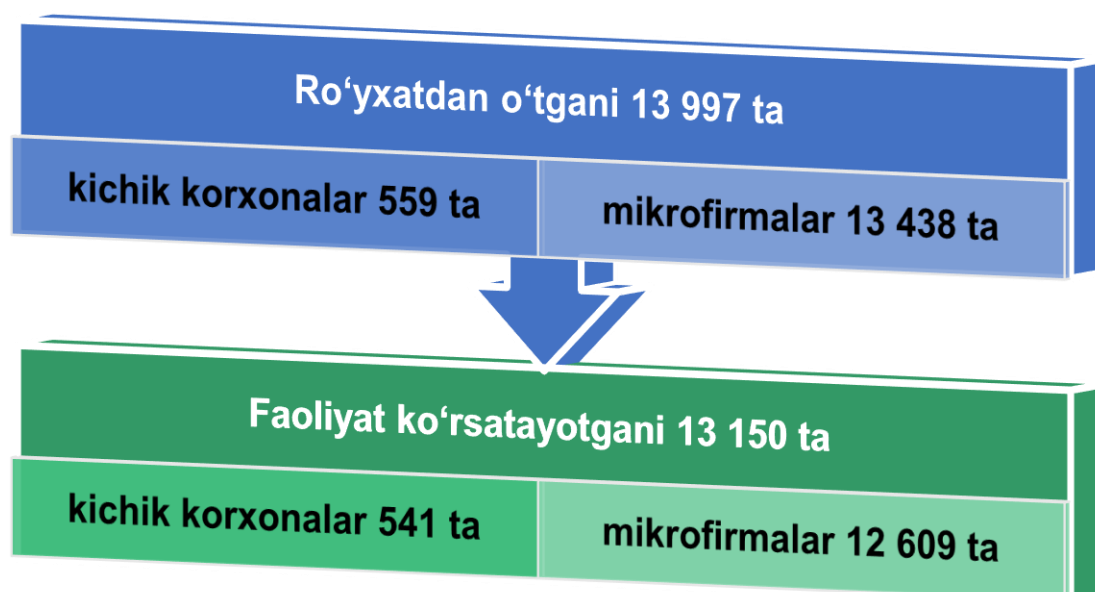 Ro‘yxatdan o‘tgani 13 997 ta
kichik korxonalar 559 ta
mikrofirmalar 13 438 ta
Faoliyat ko‘rsatayotgani 13 150 ta
kichik korxonalar 541 ta
mikrofirmalar 12 609 ta